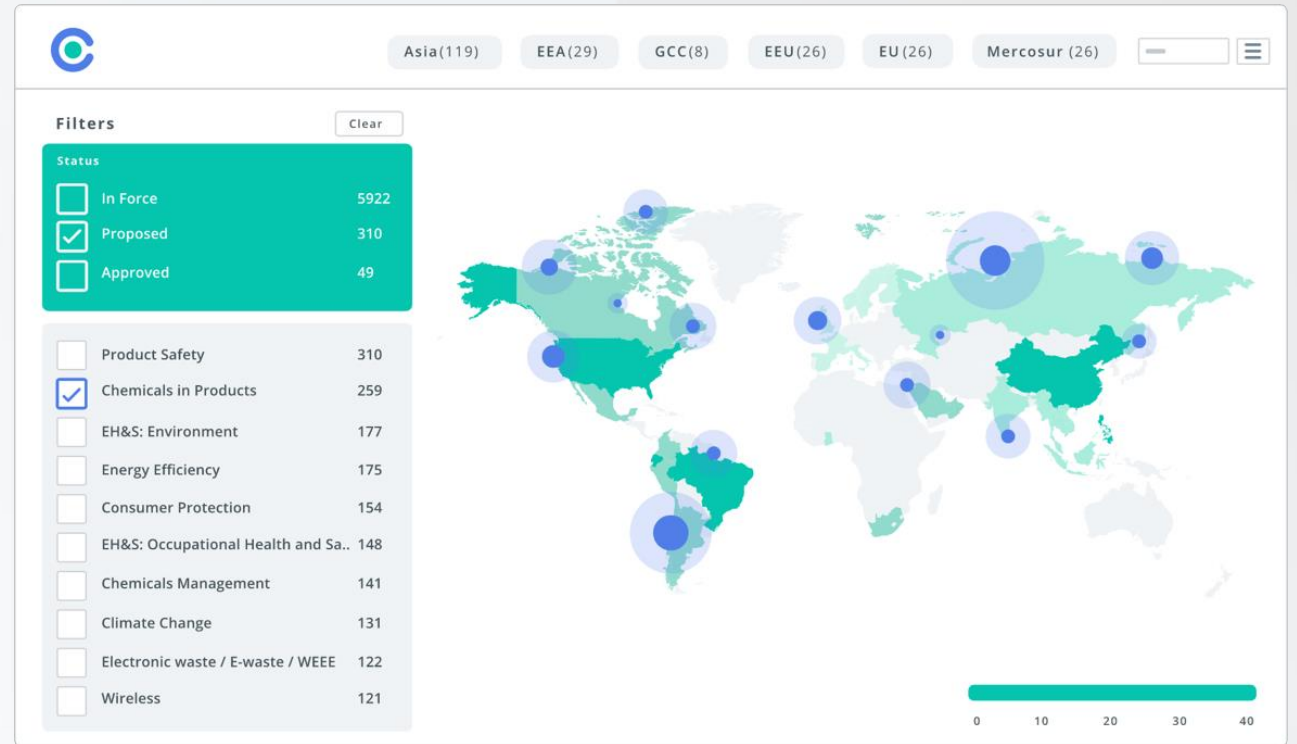 Asia(119) EEA(29) GCC(8) EEU(26) EU(26) Mercosur (26)
Filters Clear
Status
In Force 5922
Proposed 310
Approved 49
Product Safety 310
Chemicals in Products 259
EH&S: Environment 177
Energy Efficiency 175
Consumer Protection 154
EH&S: Occupational Health and Sa.. 148
Chemicals Management 141
Climate Change 131
Electronic waste / E-waste / WEEE 122
Wireless 121
0 10 20 30 40